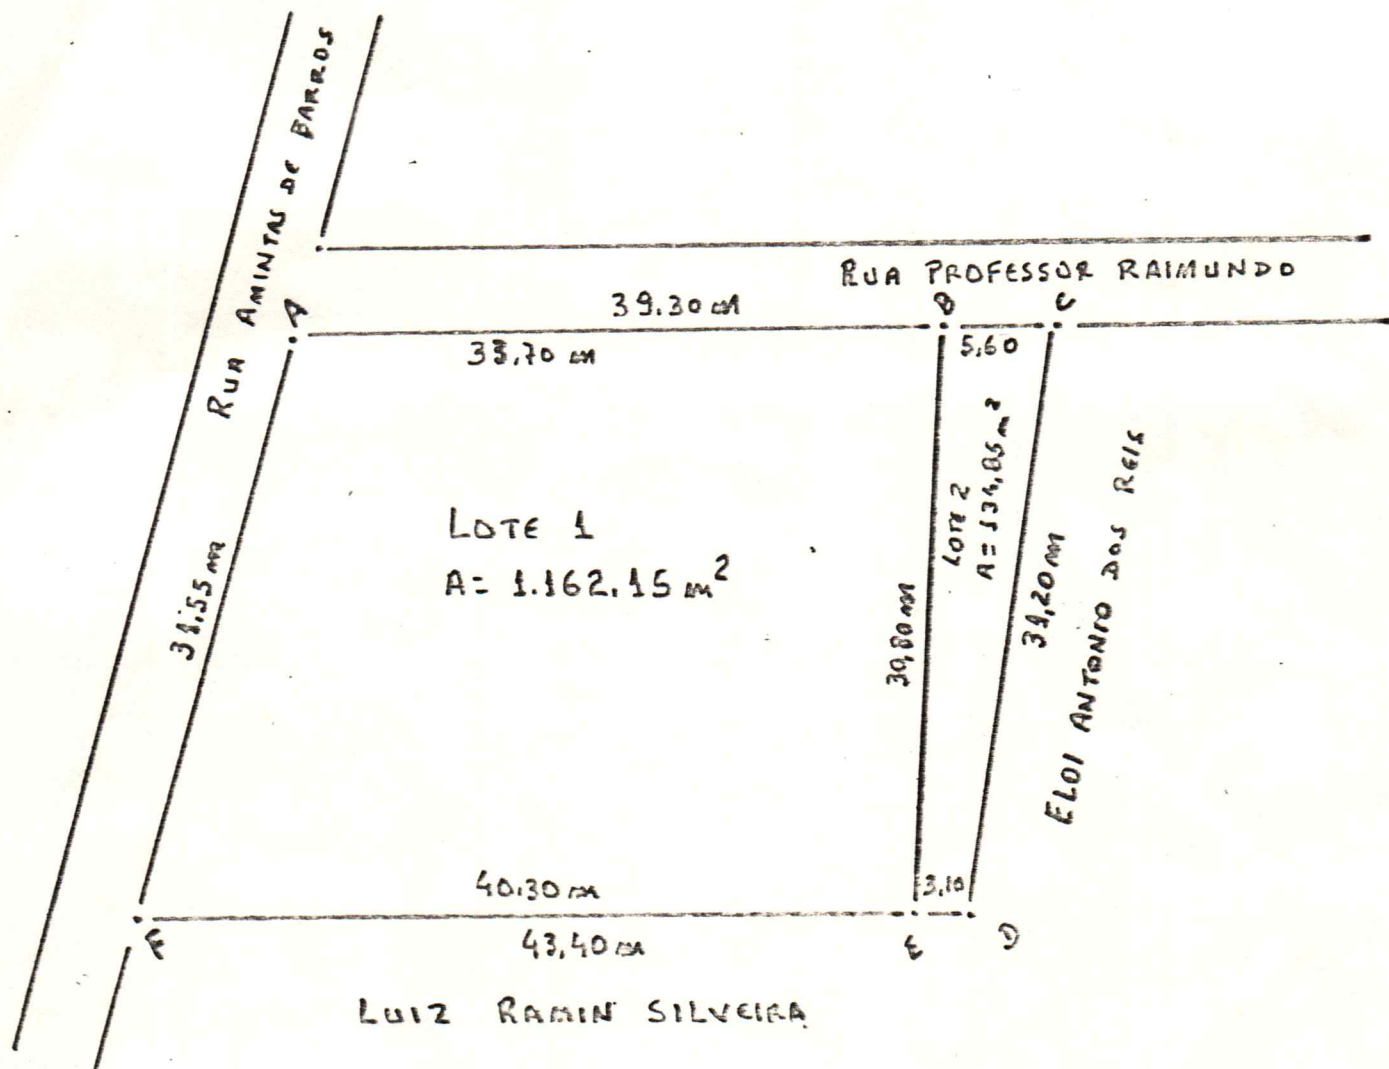 RUA AMINTAS DE BARROS
RUA PROFESSOR RAIMUNDO
A
39.30 m
B
C
33,70 m
5,60
LOTE 1
A= 1.162.15 m²
LOTE 2
A= 134,85 m²
31,55 m
30,80 m
31,20 m
ELOI ANTONIO DOS REIS
40.30 m
3,10
F
43,40 m
E
D
LUIZ RAMIN SILVEIRA